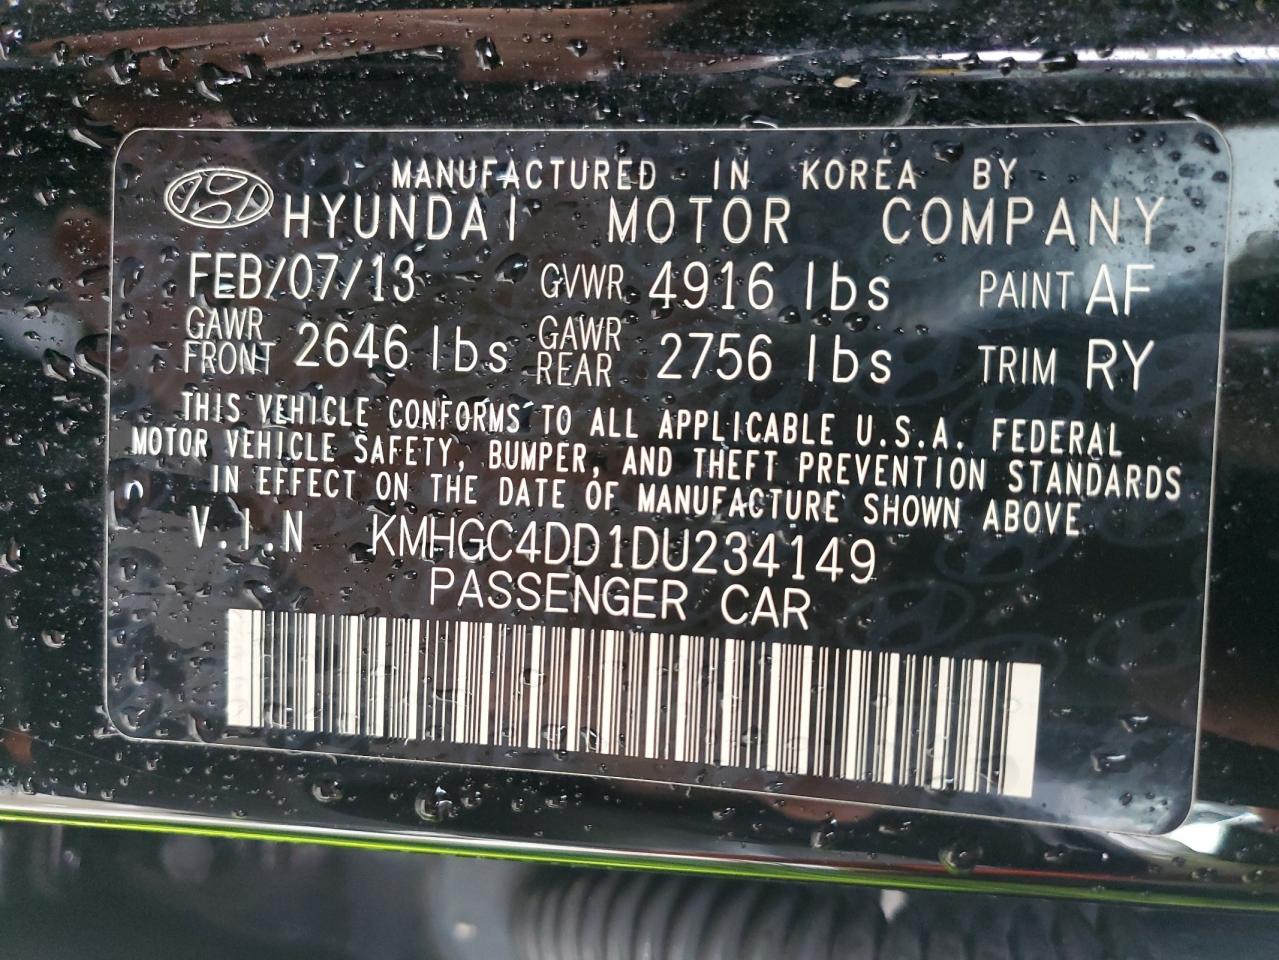 MANUFACTURED IN KOREA BY
HYUNDAI MOTOR COMPANY
FEB/07/13 GVWR 4916 lbs PAINT AF
GAWR FRONT 2646 lbs GAWR REAR 2756 lbs TRIM RY
THIS VEHICLE CONFORMS TO ALL APPLICABLE U.S.A. FEDERAL
MOTOR VEHICLE SAFETY, BUMPER, AND THEFT PREVENTION STANDARDS
IN EFFECT ON THE DATE OF MANUFACTURE SHOWN ABOVE
V.I.N KMHGC4DD1DU234149
PASSENGER CAR